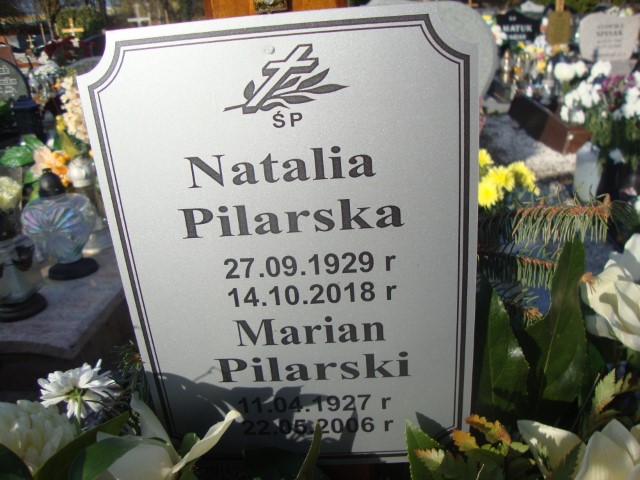 ŚP
Natalia
Pilarska
27.09.1929 r
14.10.2018 r
Marian
Pilarski
11.04.1927 r
22.05.2006 r